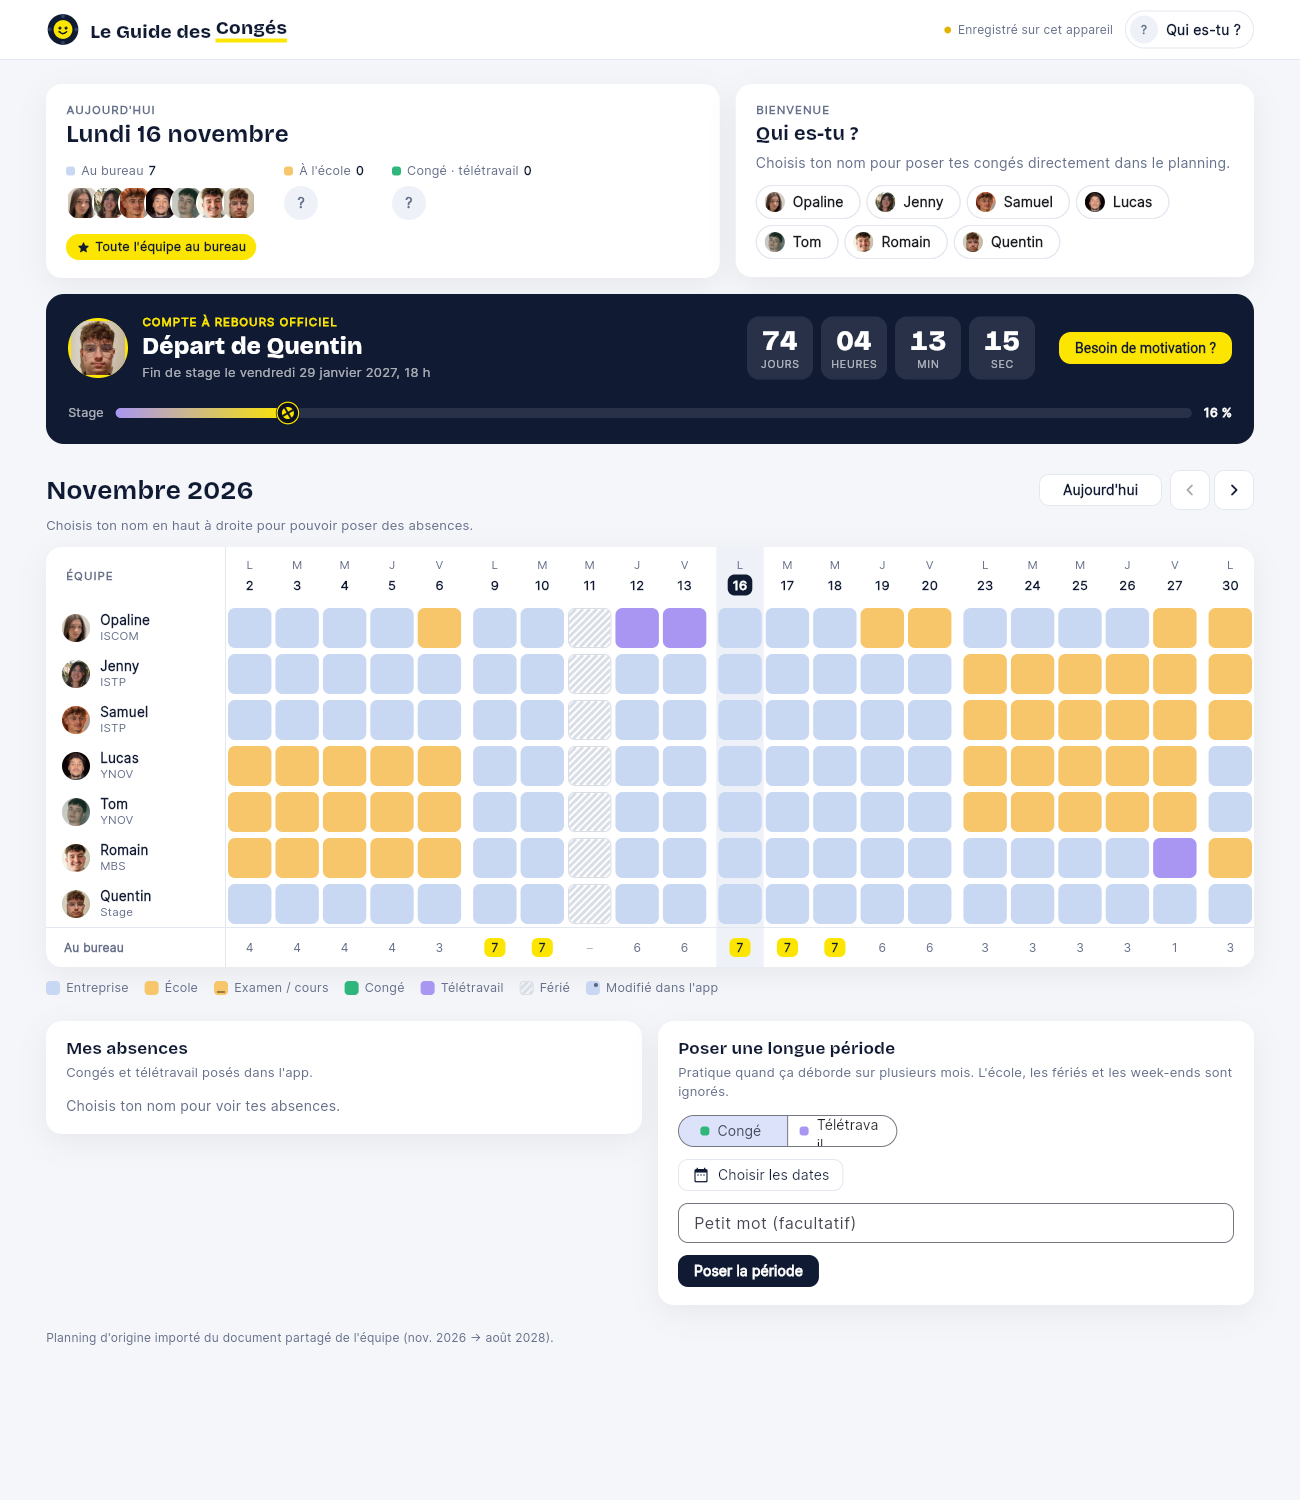 Le Guide des Congés
Enregistré sur cet appareil
? Qui es-tu ?
AUJOURD'HUI
Lundi 16 novembre
Au bureau 7
À l'école 0
Congé · télétravail 0
?
?
Toute l'équipe au bureau
BIENVENUE
Qui es-tu ?
Choisis ton nom pour poser tes congés directement dans le planning.
Opaline Jenny Samuel Lucas
Tom Romain Quentin
COMPTE À REBOURS OFFICIEL
Départ de Quentin
Fin de stage le vendredi 29 janvier 2027, 18 h
74 04 13 15
JOURS HEURES MIN SEC
Besoin de motivation ?
Stage 16 %
Novembre 2026
Aujourd'hui
Choisis ton nom en haut à droite pour pouvoir poser des absences.
ÉQUIPE
L M M J V L M M J V L M M J V L M M J V L
2 3 4 5 6 9 10 11 12 13 16 17 18 19 20 23 24 25 26 27 30
Opaline
ISCOM
Jenny
ISTP
Samuel
ISTP
Lucas
YNOV
Tom
YNOV
Romain
MBS
Quentin
Stage
Au bureau 4 4 4 4 3 7 7 – 6 6 7 7 7 6 6 3 3 3 3 1 3
Entreprise École Examen / cours Congé Télétravail Férié Modifié dans l'app
Mes absences
Congés et télétravail posés dans l'app.
Choisis ton nom pour voir tes absences.
Poser une longue période
Pratique quand ça déborde sur plusieurs mois. L'école, les fériés et les week-ends sont
ignorés.
Congé
Télétrava
il
Choisir les dates
Petit mot (facultatif)
Poser la période
Planning d'origine importé du document partagé de l'équipe (nov. 2026 → août 2028).